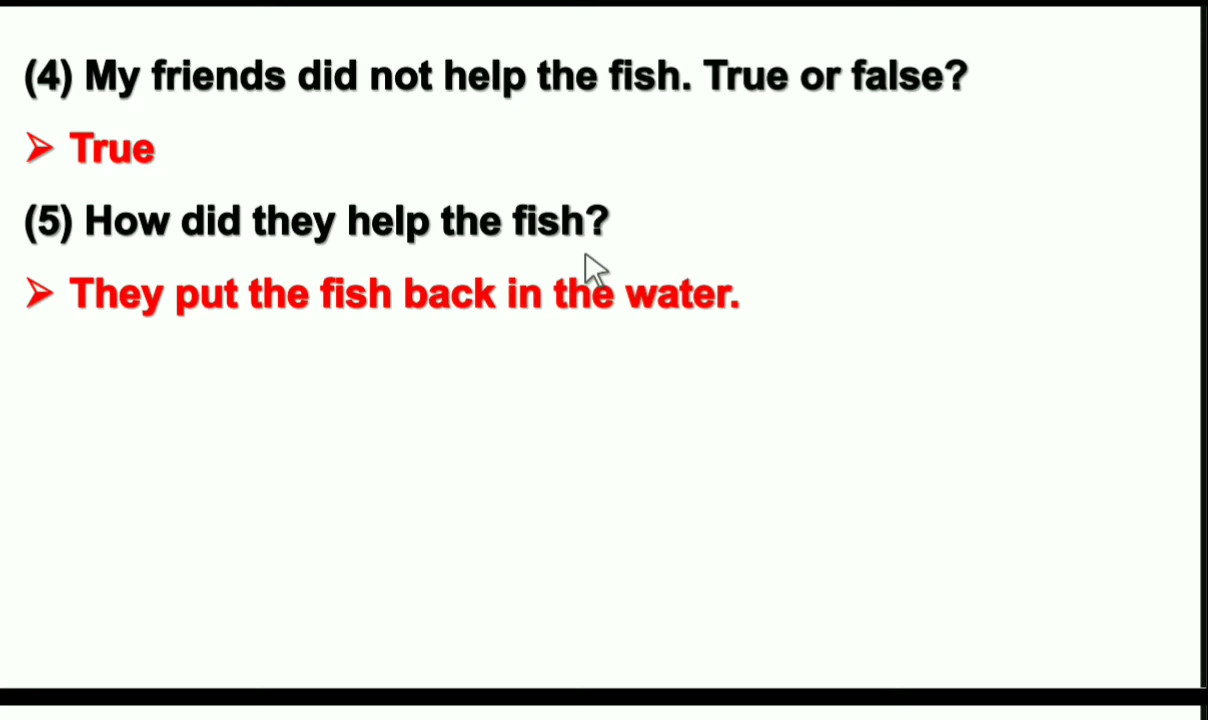 (4) My friends did not help the fish. True or false?
➢ True
(5) How did they help the fish?
➢ They put the fish back in the water.